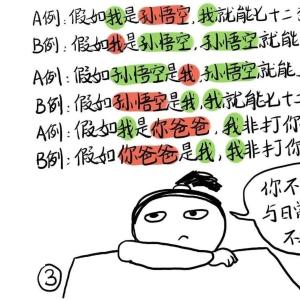 A例:假如我是孙悟空,我就能七十二
B例:假如我是孙悟空,孙悟空就能
A例:假如孙悟空是我,孙悟空就能
B例:假如孙悟空是我,我就能七十二
A例:假如我是你爸爸,我非打你
B例:假如你爸爸是我,我非打你
你不
与日常
不
③